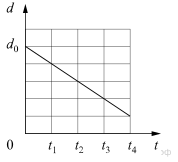 d
d₀
0
t₁ t₂ t₃ t₄ t